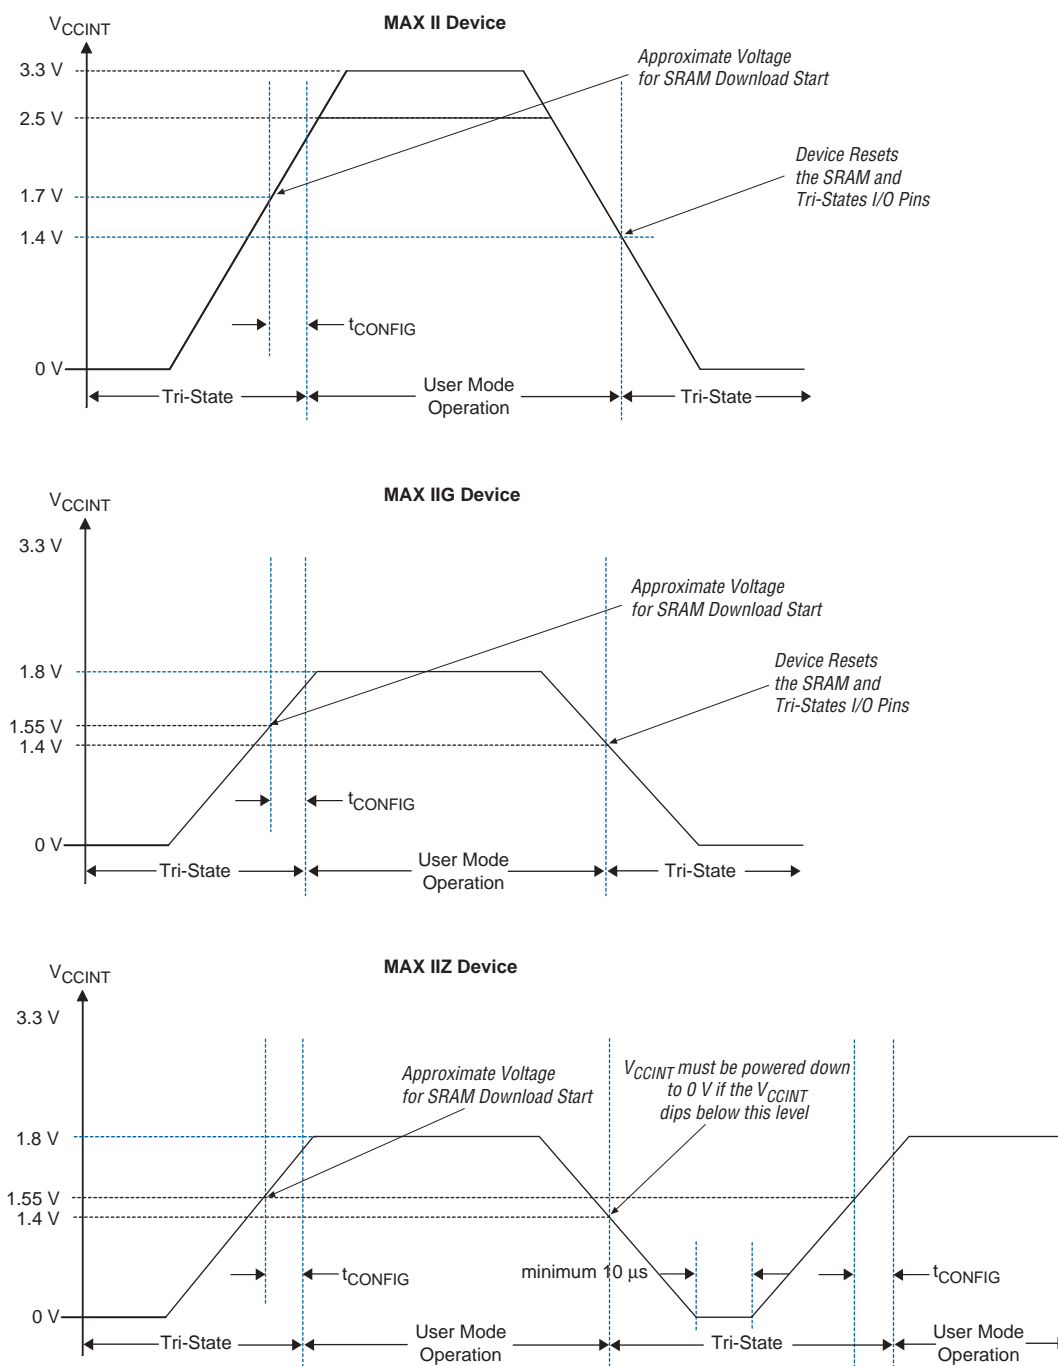 MAX II Device
VCCINT
Approximate Voltage
for SRAM Download Start
3.3 V
2.5 V
Device Resets
the SRAM and
Tri-States I/O Pins
1.7 V
1.4 V
tCONFIG
0 V
Tri-State
User Mode
Operation
Tri-State
MAX IIG Device
VCCINT
3.3 V
Approximate Voltage
for SRAM Download Start
1.8 V
Device Resets
the SRAM and
Tri-States I/O Pins
1.55 V
1.4 V
tCONFIG
0 V
Tri-State
User Mode
Operation
Tri-State
MAX IIZ Device
VCCINT
3.3 V
Approximate Voltage
for SRAM Download Start
VCCINT must be powered down
to 0 V if the VCCINT
dips below this level
1.8 V
1.55 V
1.4 V
tCONFIG
minimum 10 µs
tCONFIG
0 V
Tri-State
User Mode
Operation
Tri-State
User Mode
Operation